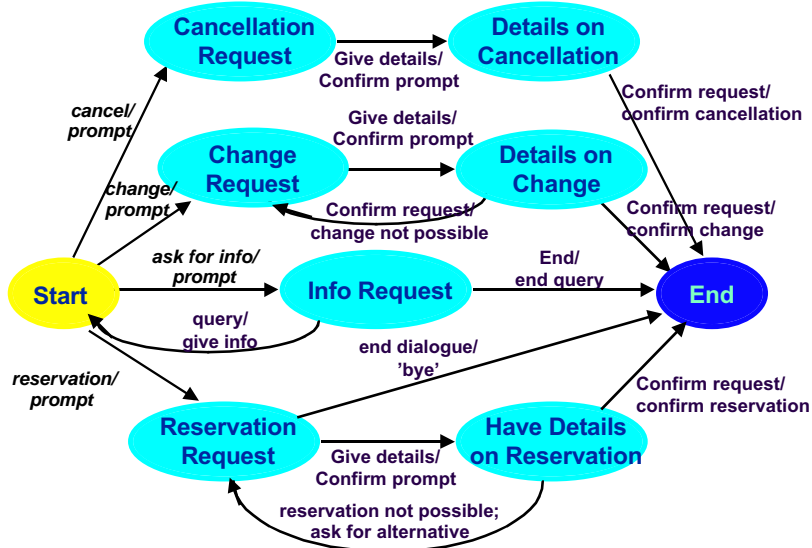 Cancellation
Request
Give details/
Confirm prompt
Details on
Cancellation
Confirm request/
confirm cancellation
cancel/
prompt
Give details/
Confirm prompt
Change
Request
Details on
Change
change/
prompt
Confirm request/
change not possible
Confirm request/
confirm change
ask for info/
prompt
End/
end query
Start
Info Request
End
query/
give info
end dialogue/
’bye’
reservation/
prompt
Confirm request/
confirm reservation
Reservation
Request
Give details/
Confirm prompt
Have Details
on Reservation
reservation not possible;
ask for alternative